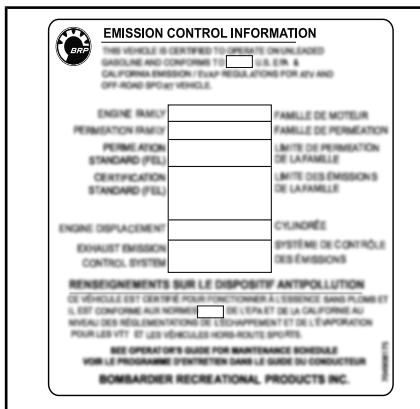 EMISSION CONTROL INFORMATION
BRP
THIS VEHICLE IS CERTIFIED TO OPERATE ON UNLEADED
GASOLINE AND CONFORMS TO U.S. EPA &
CALIFORNIA EMISSION / EVAP REGULATIONS FOR ATV AND
OFF-ROAD SPORT VEHICLE.
ENGINE FAMILY FAMILLE DE MOTEUR
PERMEATION FAMILY FAMILLE DE PERMÉATION
PERMEATION LIMITE DE PERMEATION
STANDARD (FEL) DE LA FAMILLE
CERTIFICATION LIMITE DES ÉMISSIONS
STANDARD (FEL) DE LA FAMILLE
ENGINE DISPLACEMENT CYLINDRÉE
EXHAUST EMISSION SYSTÈME DE CONTRÔLE
CONTROL SYSTEM DES ÉMISSIONS
RENSEIGNEMENTS SUR LE DISPOSITIF ANTIPOLLUTION
CE VÉHICULE EST CERTIFIÉ POUR FONCTIONNER À L'ESSENCE SANS PLOMB ET
IL EST CONFORME AUX NORMES DE L'EPA ET DE LA CALIFORNIE AU
NIVEAU DES RÉGLEMENTATIONS DE L'ÉCHAPPEMENT ET DE L'ÉVAPORATION
POUR LES VTT ET LES VÉHICULES HORS-ROUTE SPORTS.
SEE OPERATOR'S GUIDE FOR MAINTENANCE SCHEDULE
VOIR LE PROGRAMME D'ENTRETIEN DANS LE GUIDE DU CONDUCTEUR
BOMBARDIER RECREATIONAL PRODUCTS INC.